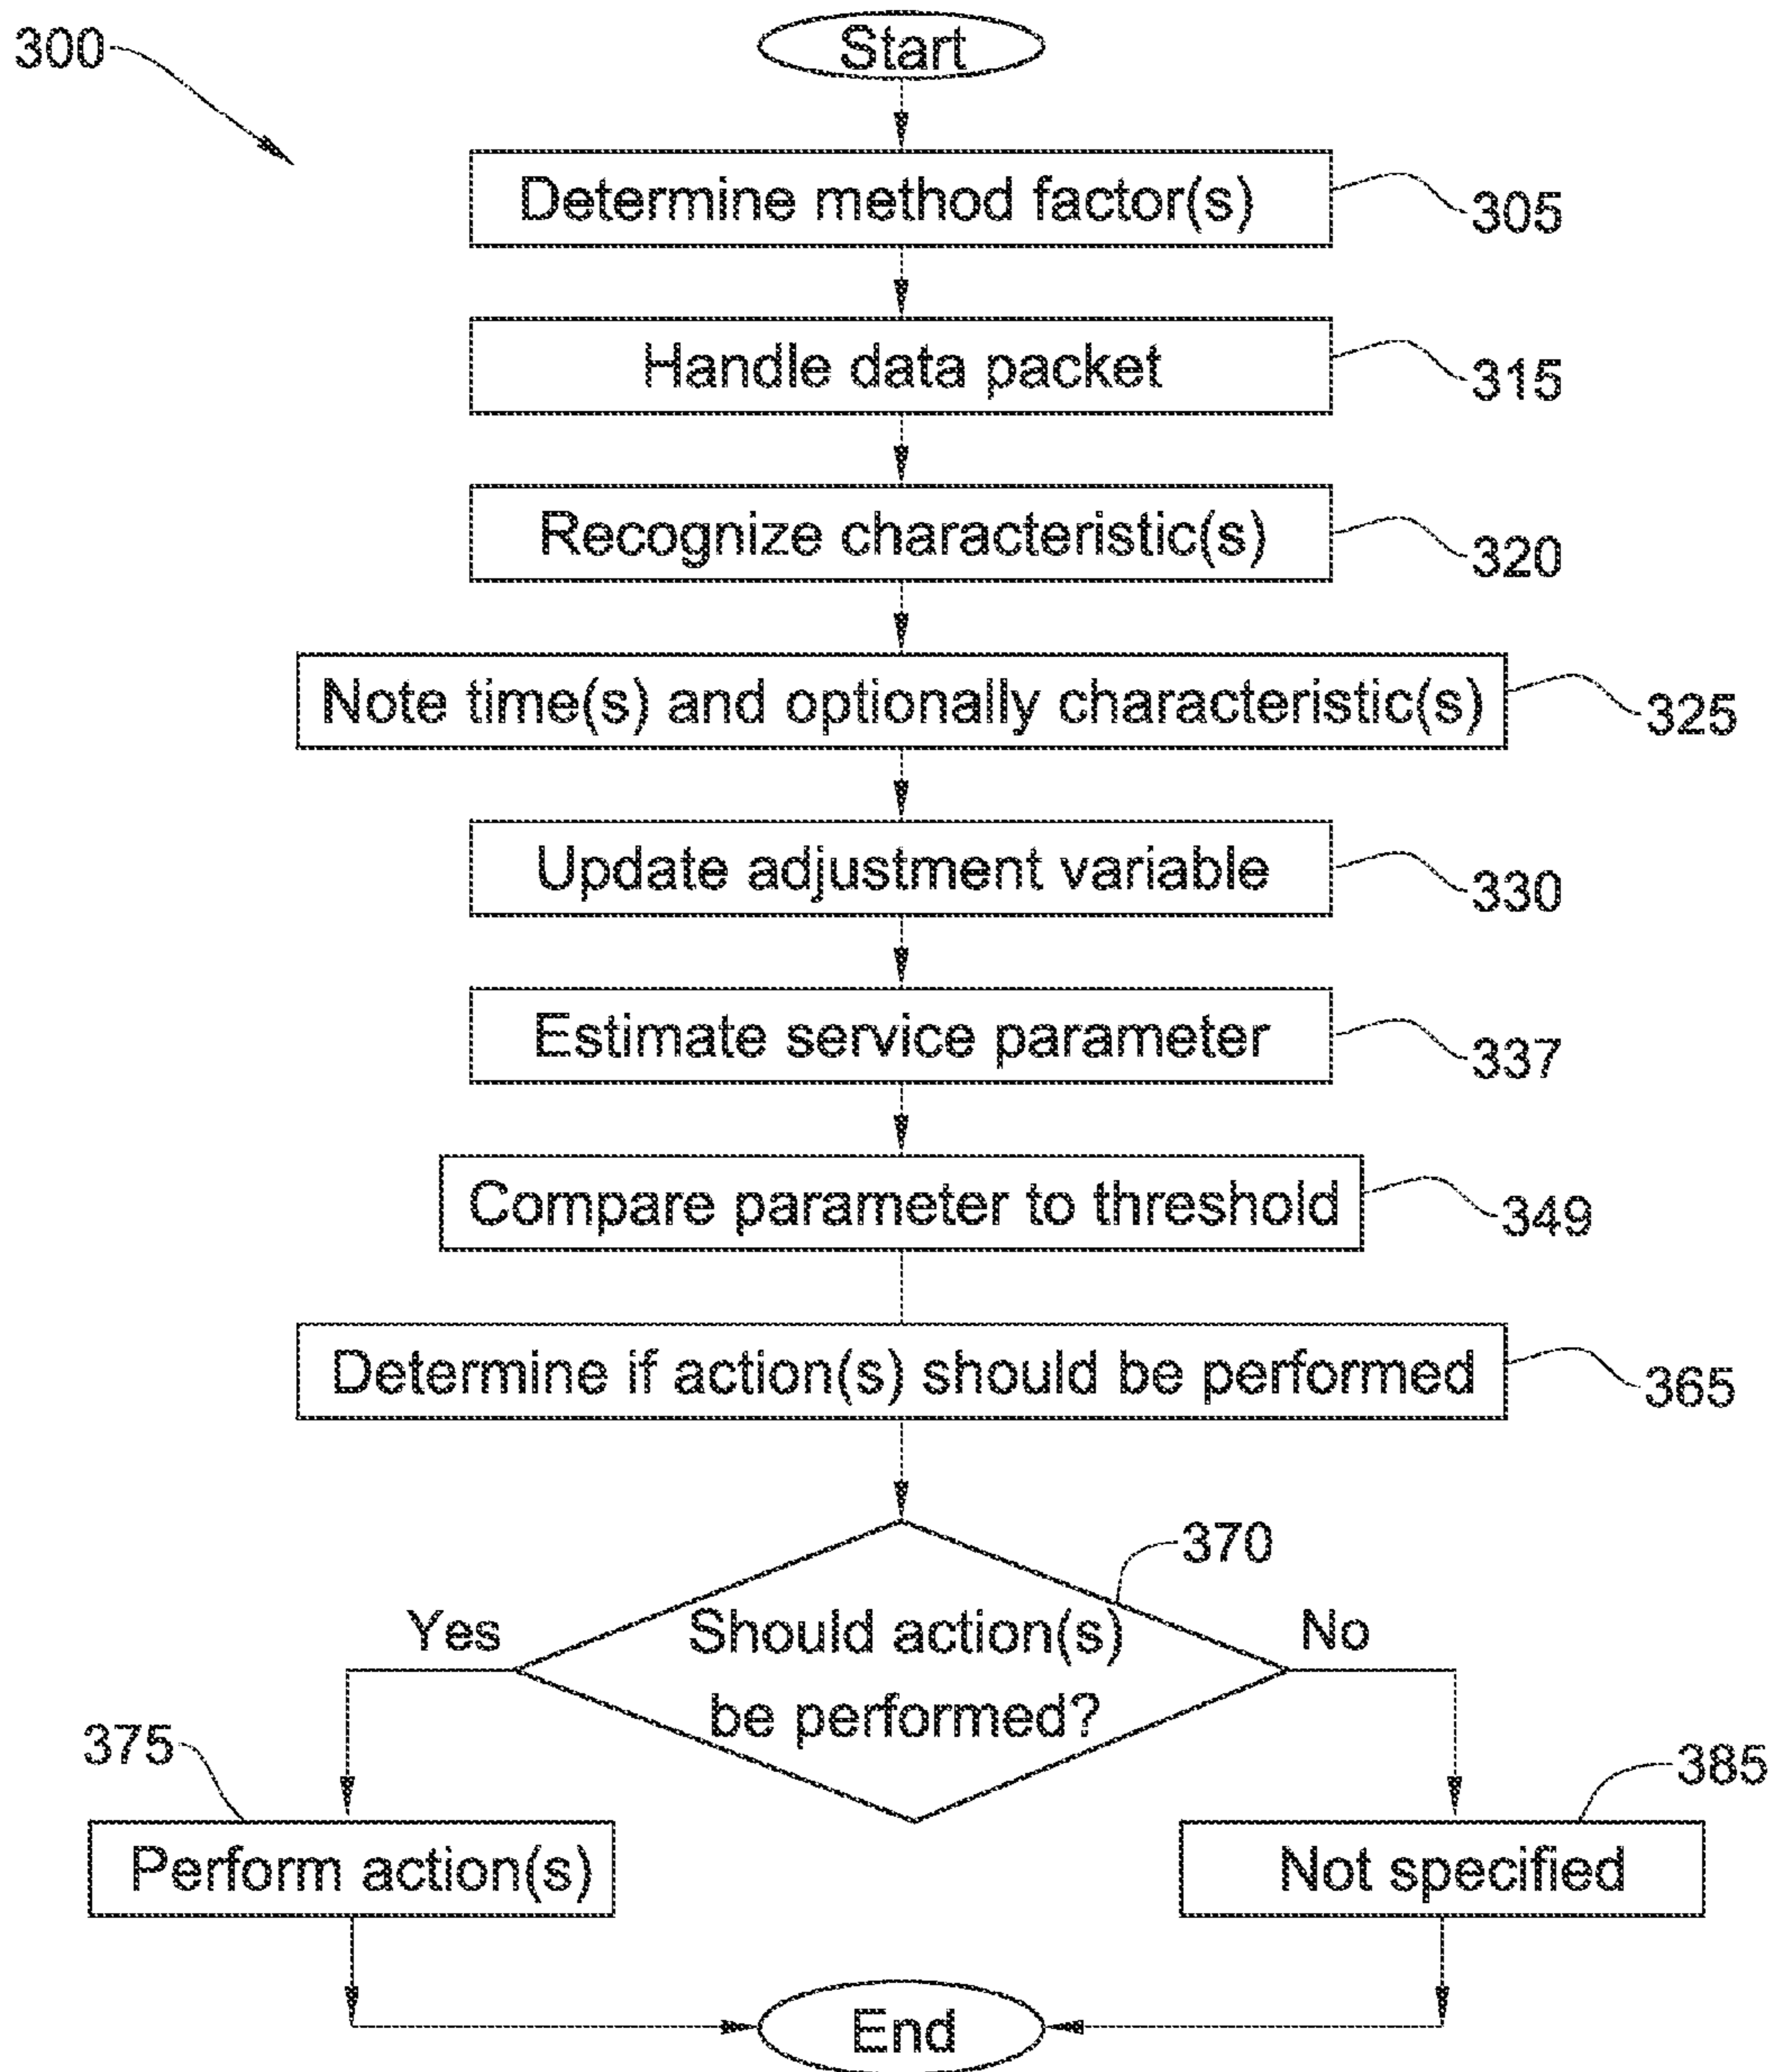 300
Start
Determine method factor(s)
305
Handle data packet
315
Recognize characteristic(s)
320
Note time(s) and optionally characteristic(s)
325
Update adjustment variable
330
Estimate service parameter
337
Compare parameter to threshold
349
Determine if action(s) should be performed
365
370
Yes
Should action(s)
be performed?
No
375
385
Perform action(s)
Not specified
End